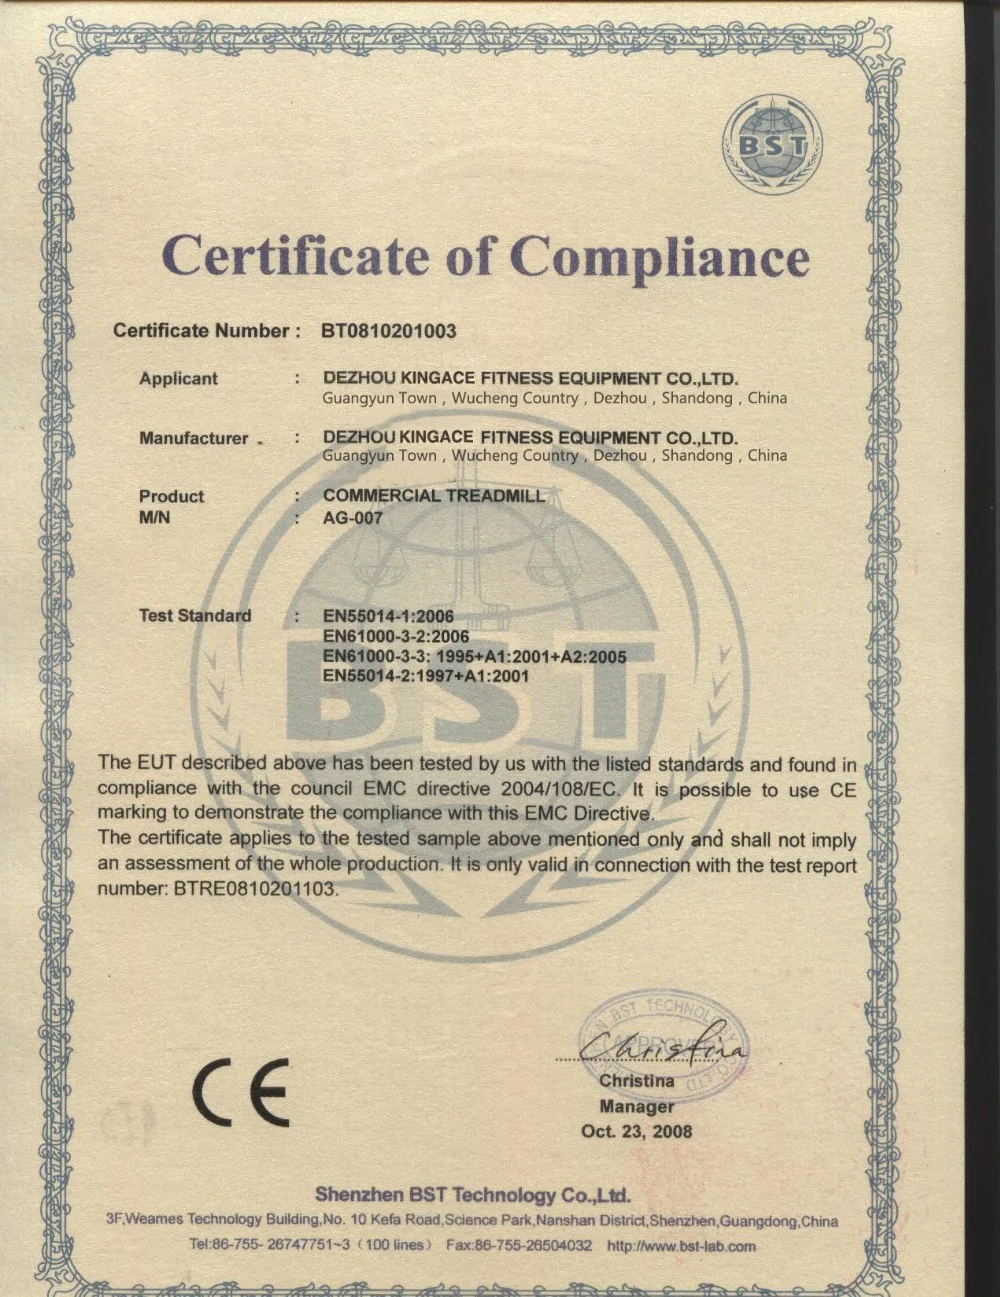 BST
Certificate of Compliance
Certificate Number : BT0810201003
Applicant : DEZHOU KINGACE FITNESS EQUIPMENT CO.,LTD.
Guangyun Town , Wucheng Country , Dezhou , Shandong , China
Manufacturer : DEZHOU KINGACE FITNESS EQUIPMENT CO.,LTD.
Guangyun Town , Wucheng Country , Dezhou , Shandong , China
Product : COMMERCIAL TREADMILL
M/N : AG-007
Test Standard : EN55014-1:2006
EN61000-3-2:2006
EN61000-3-3: 1995+A1:2001+A2:2005
EN55014-2:1997+A1:2001
BST
The EUT described above has been tested by us with the listed standards and found in
compliance with the council EMC directive 2004/108/EC. It is possible to use CE
marking to demonstrate the compliance with this EMC Directive.
The certificate applies to the tested sample above mentioned only and shall not imply
an assessment of the whole production. It is only valid in connection with the test report
number: BTRE0810201103.
BST TECHNOLOGY
APPROVED
CO.,LTD
Christina
CE
Christina
Manager
Oct. 23, 2008
Shenzhen BST Technology Co.,Ltd.
3F,Weames Technology Building,No. 10 Kefa Road,Science Park,Nanshan District,Shenzhen,Guangdong,China
Tel:86-755- 26747751~3（100 lines） Fax:86-755-26504032 http://www.bst-lab.com